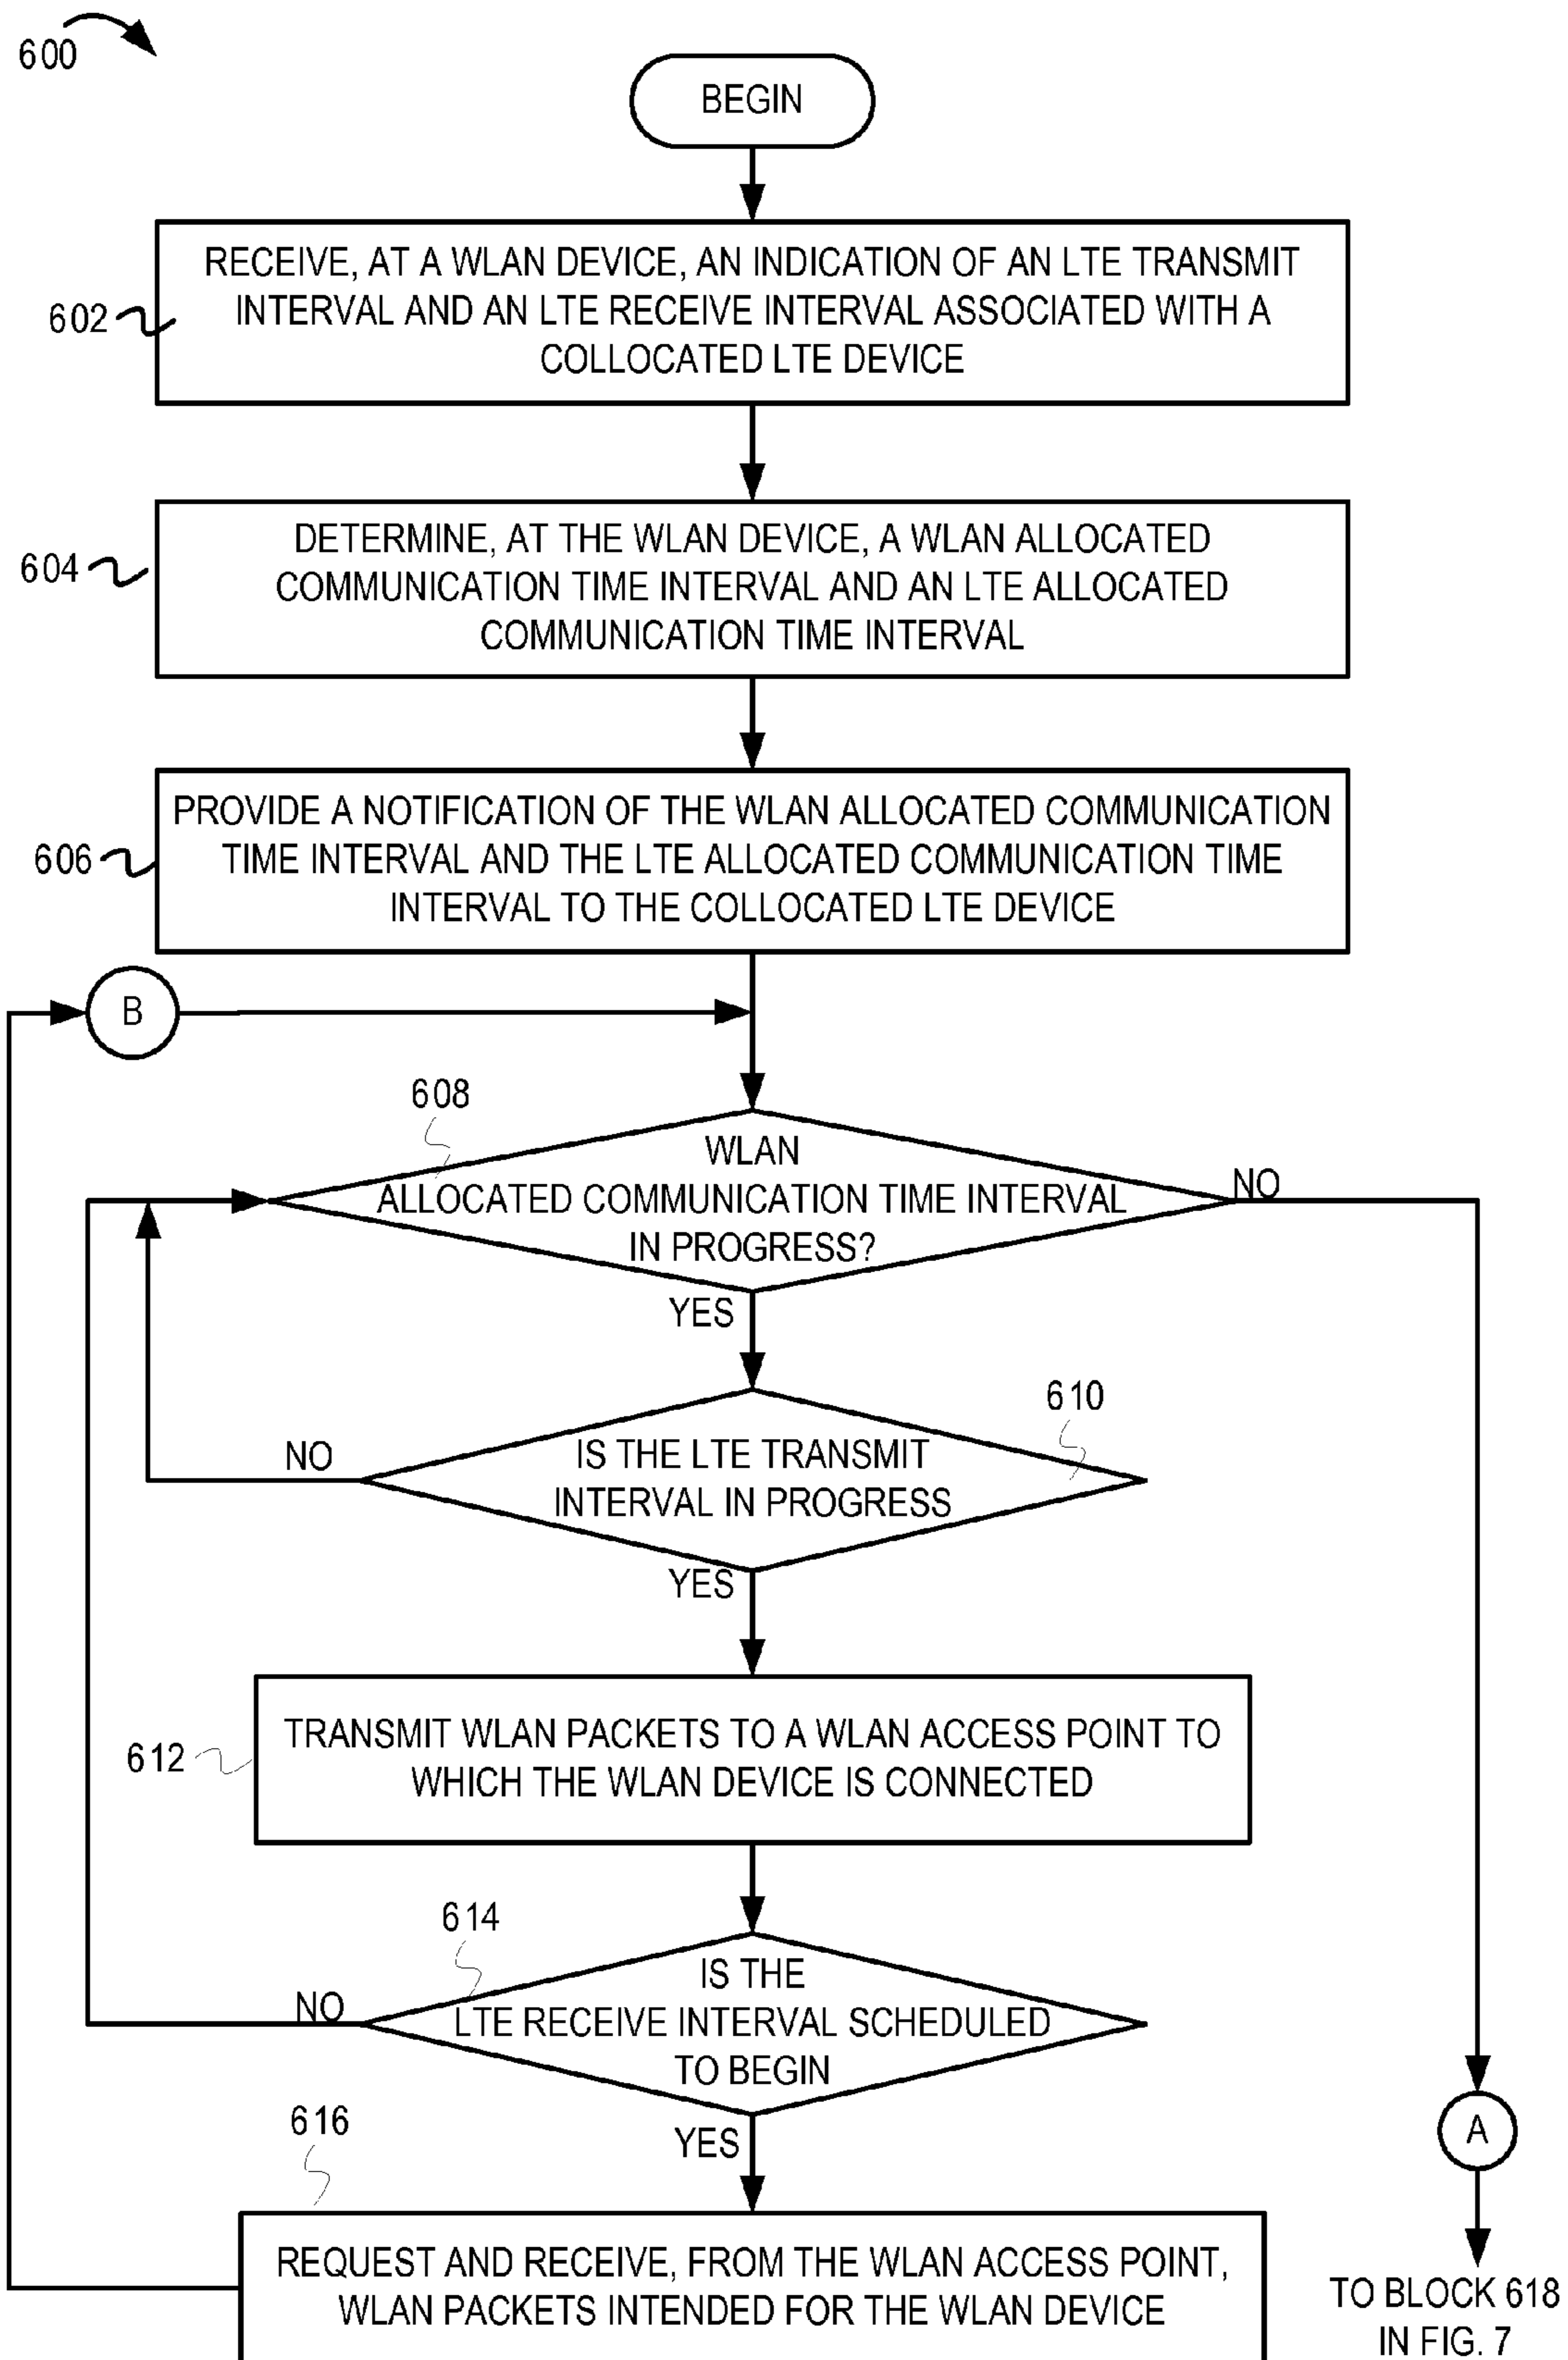 600
BEGIN
602
RECEIVE, AT A WLAN DEVICE, AN INDICATION OF AN LTE TRANSMIT
INTERVAL AND AN LTE RECEIVE INTERVAL ASSOCIATED WITH A
COLLOCATED LTE DEVICE
604
DETERMINE, AT THE WLAN DEVICE, A WLAN ALLOCATED
COMMUNICATION TIME INTERVAL AND AN LTE ALLOCATED
COMMUNICATION TIME INTERVAL
606
PROVIDE A NOTIFICATION OF THE WLAN ALLOCATED COMMUNICATION
TIME INTERVAL AND THE LTE ALLOCATED COMMUNICATION TIME
INTERVAL TO THE COLLOCATED LTE DEVICE
B
608
WLAN
ALLOCATED COMMUNICATION TIME INTERVAL
IN PROGRESS?
NO
YES
610
IS THE LTE TRANSMIT
INTERVAL IN PROGRESS
NO
YES
612
TRANSMIT WLAN PACKETS TO A WLAN ACCESS POINT TO
WHICH THE WLAN DEVICE IS CONNECTED
614
IS THE
LTE RECEIVE INTERVAL SCHEDULED
TO BEGIN
NO
YES
616
REQUEST AND RECEIVE, FROM THE WLAN ACCESS POINT,
WLAN PACKETS INTENDED FOR THE WLAN DEVICE
A
TO BLOCK 618
IN FIG. 7